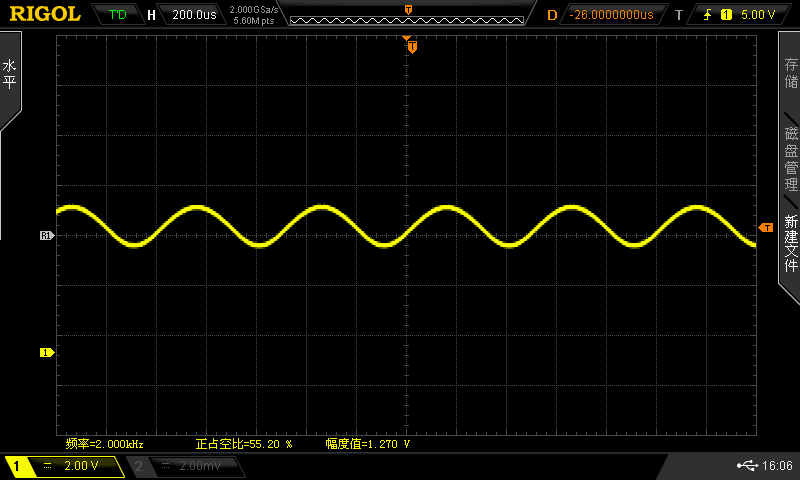 RIGOL T'D H 200.0us 2.000GSa/s 5.60M pts T D -26.0000000us T 1 5.00 V
T
水平
存储
磁盘管理
新建文件
R1
T
1
频率=2.000kHz 正占空比=55.20 % 幅度值=1.270 V
1 2.00 V 2 2.00mV 16:06